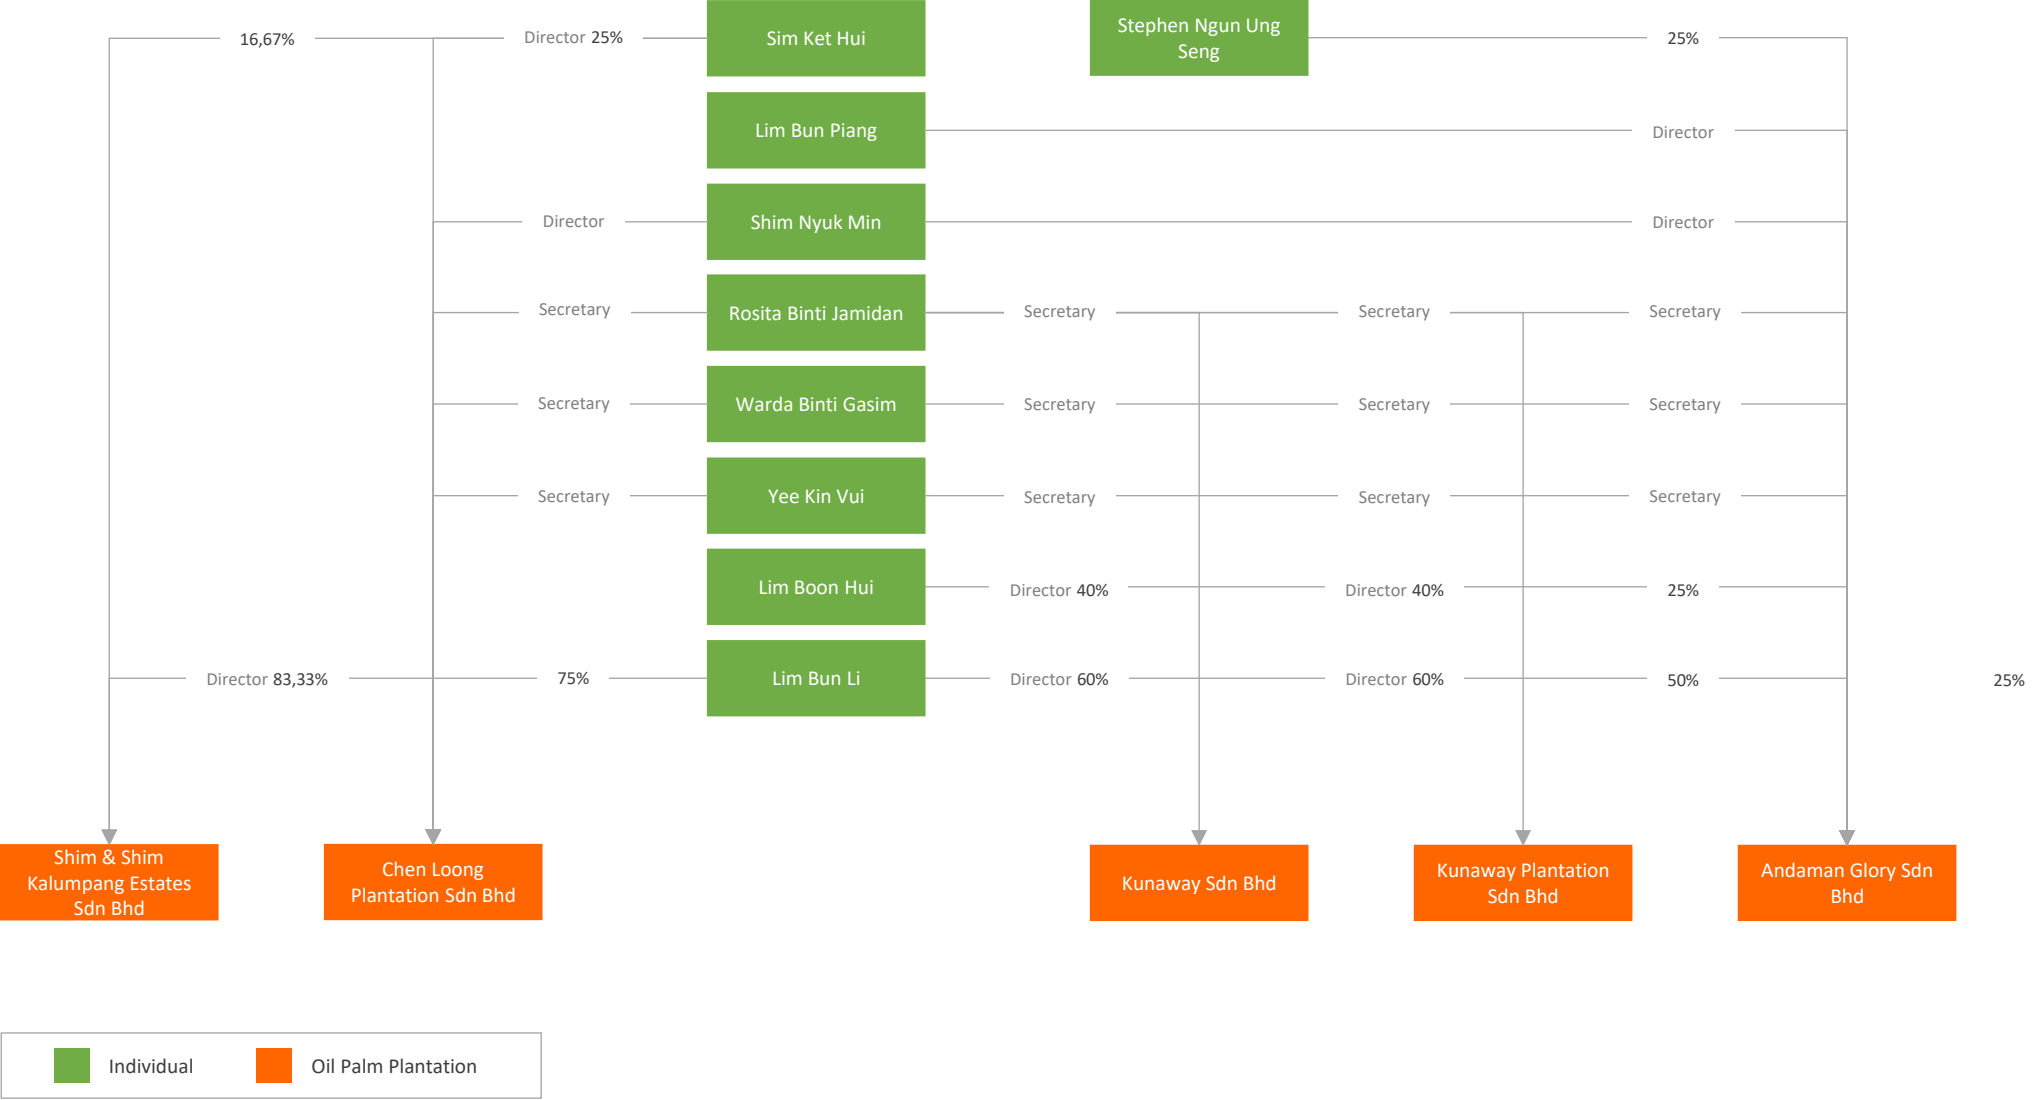 16,67%
Director 25%
Sim Ket Hui
Stephen Ngun Ung
Seng
25%
Lim Bun Piang
Director
Director
Shim Nyuk Min
Director
Secretary
Rosita Binti Jamidan
Secretary
Secretary
Secretary
Secretary
Warda Binti Gasim
Secretary
Secretary
Secretary
Secretary
Yee Kin Vui
Secretary
Secretary
Secretary
Lim Boon Hui
Director 40%
Director 40%
25%
Director 83,33%
75%
Lim Bun Li
Director 60%
Director 60%
50%
25%
Shim & Shim
Kalumpang Estates
Sdn Bhd
Chen Loong
Plantation Sdn Bhd
Kunaway Sdn Bhd
Kunaway Plantation
Sdn Bhd
Andaman Glory Sdn
Bhd
Individual
Oil Palm Plantation